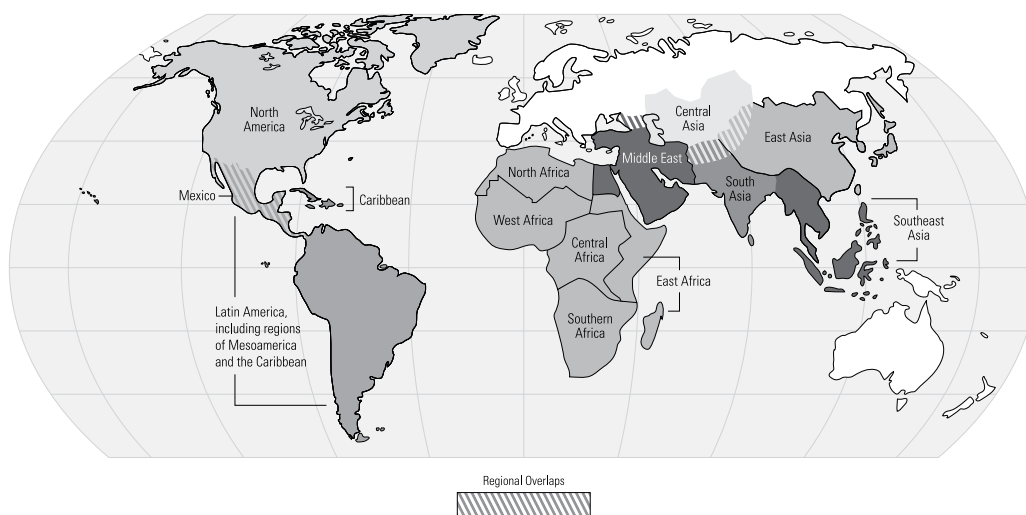 North
America
Central
Asia
East Asia
Middle East
North Africa
South
Asia
Mexico
Caribbean
West Africa
Southeast
Asia
Central
Africa
East Africa
Latin America,
including regions
of Mesoamerica
and the Caribbean
Southern
Africa
Regional Overlaps